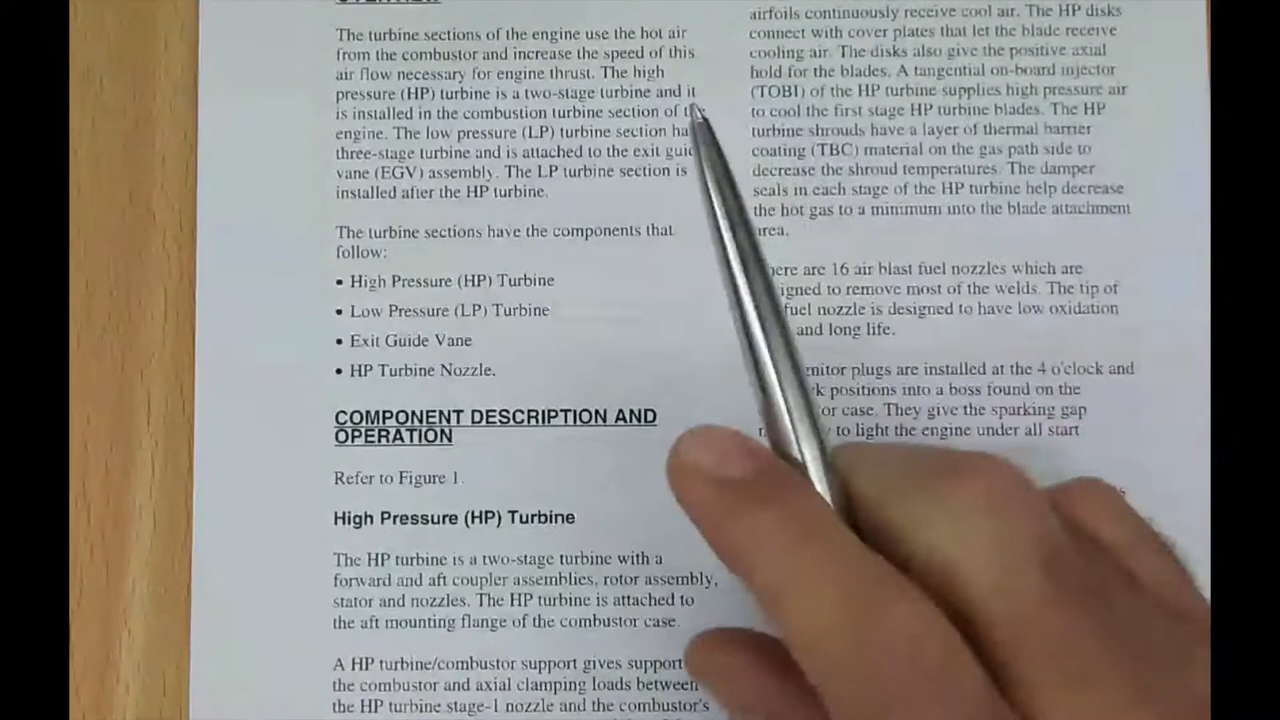 OVERVIEW
The turbine sections of the engine use the hot air
from the combustor and increase the speed of this
air flow necessary for engine thrust. The high
pressure (HP) turbine is a two-stage turbine and it
is installed in the combustion turbine section of the
engine. The low pressure (LP) turbine section
three-stage turbine and is attached to the exit
vane (EGV) assembly. The LP turbine section is
installed after the HP turbine.
The turbine sections have the components that
follow:
• High Pressure (HP) Turbine
• Low Pressure (LP) Turbine
• Exit Guide Vane
• HP Turbine Nozzle.
COMPONENT DESCRIPTION AND
OPERATION
Refer to Figure 1.
High Pressure (HP) Turbine
The HP turbine is a two-stage turbine with a
forward and aft coupler assemblies, rotor assembly,
stator and nozzles. The HP turbine is attached to
the aft mounting flange of the combustor case.
A HP turbine/combustor support gives support
the combustor and axial clamping loads between
the HP turbine stage-1 nozzle and the combustor's
airfoils continuously receive cool air. The HP disks
connect with cover plates that let the blade receive
cooling air. The disks also give the positive axial
hold for the blades. A tangential on-board injector
(TOBI) of the HP turbine supplies high pressure air
to cool the first stage HP turbine blades. The HP
turbine shrouds have a layer of thermal barrier
coating (TBC) material on the gas path side to
decrease the shroud temperatures. The damper
seals in each stage of the HP turbine help decrease
the hot gas to a minimum into the blade attachment
area.
are 16 air blast fuel nozzles which are
to remove most of the welds. The tip of
fuel nozzle is designed to have low oxidation
and long life.
plugs are installed at the 4 o'clock and
positions into a boss found on the
case. They give the sparking gap
to light the engine under all start